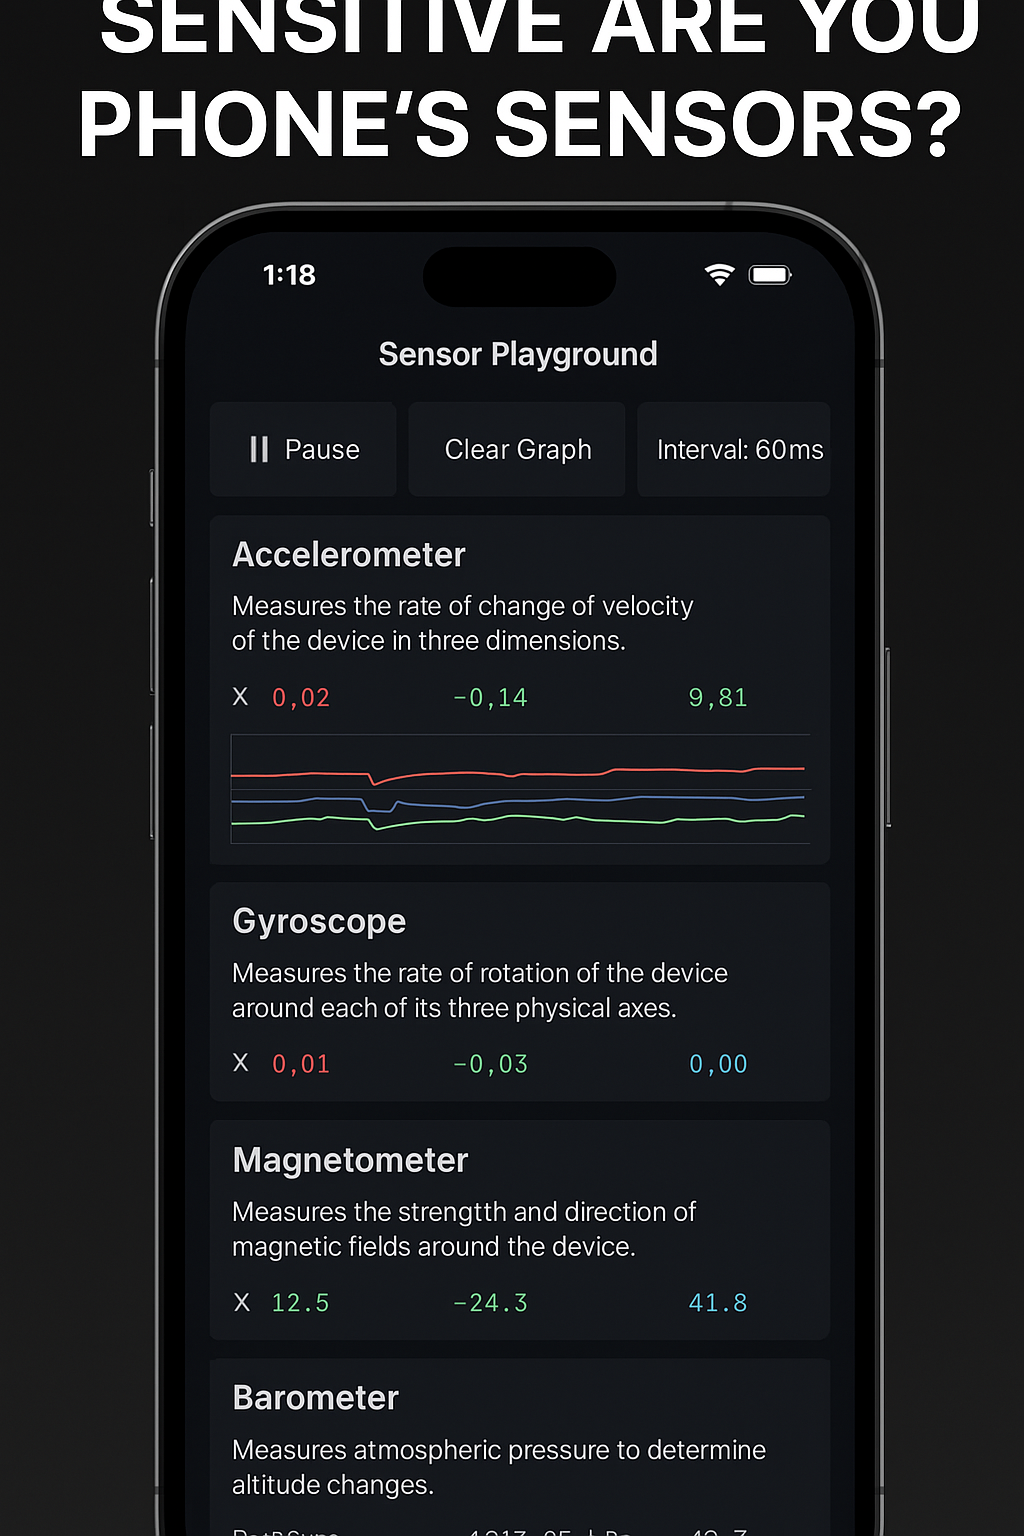 SENSITIVE ARE YOU
PHONE‘S SENSORS?
1:18
Sensor Playground
Pause
Clear Graph
Interval: 60ms
Accelerometer
Measures the rate of change of velocity
of the device in three dimensions.
X 0,02 -0,14 9,81
Gyroscope
Measures the rate of rotation of the device
around each of its three physical axes.
X 0,01 -0,03 0,00
Magnetometer
Measures the strengtth and direction of
magnetic fields around the device.
X 12.5 -24.3 41.8
Barometer
Measures atmospheric pressure to determine
altitude changes.